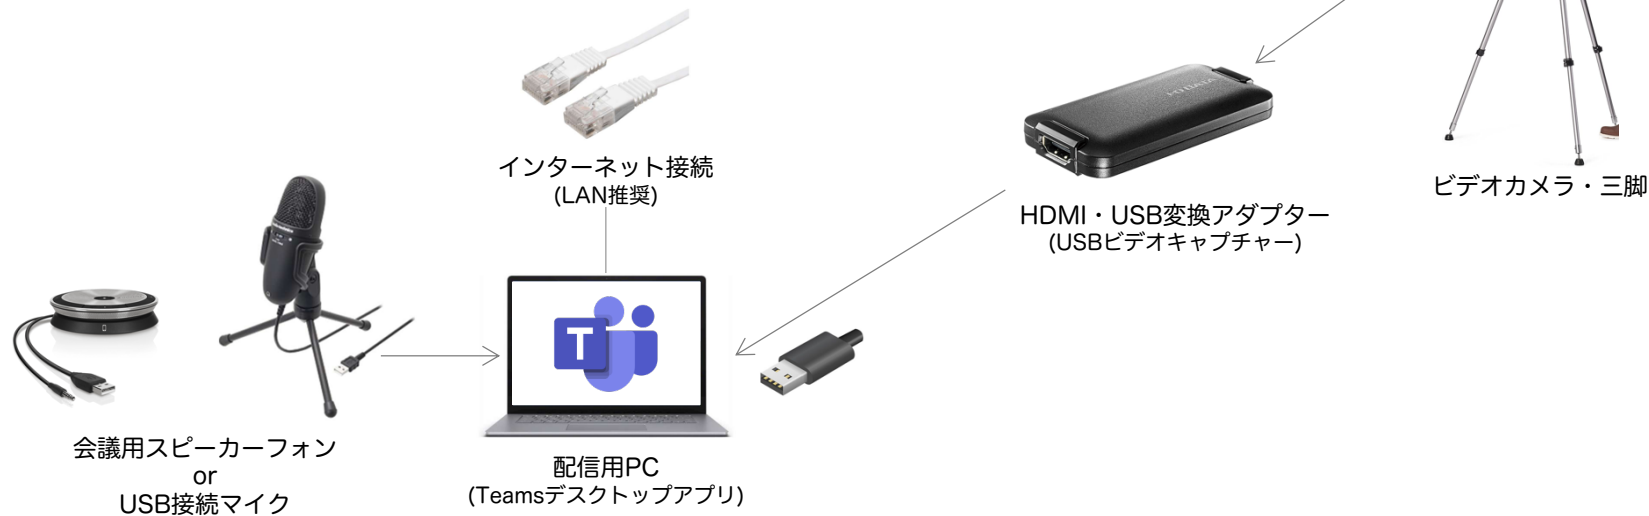 インターネット接続
(LAN推奨)
I-O DATA
ビデオカメラ・三脚
HDMI・USB変換アダプター
(USBビデオキャプチャー)
T
会議用スピーカーフォン
or
USB接続マイク
配信用PC
(Teamsデスクトップアプリ)